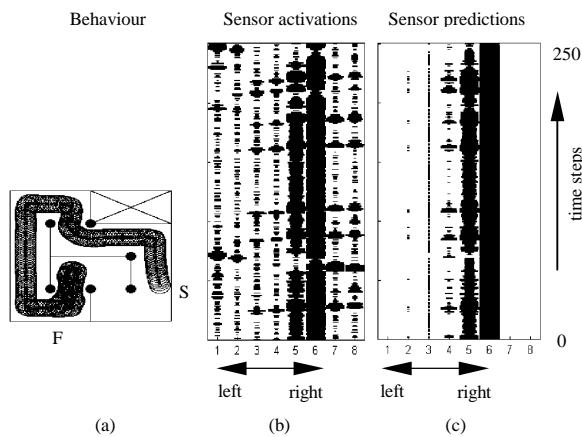 Behaviour Sensor activations Sensor predictions
250
time steps
S
F
0
1 2 3 4 5 6 7 8 1 2 3 4 5 6 7 8
left right left right
(a) (b) (c)